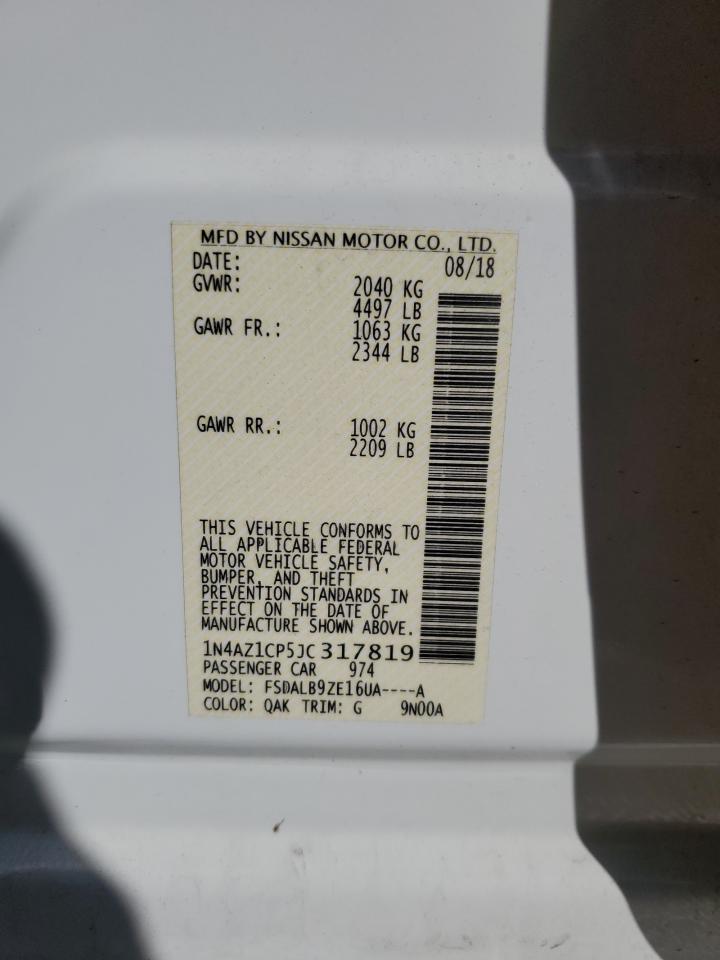 MFD BY NISSAN MOTOR CO., LTD.
DATE: 08/18
GVWR: 2040 KG
4497 LB
GAWR FR.: 1063 KG
2344 LB
GAWR RR.: 1002 KG
2209 LB
THIS VEHICLE CONFORMS TO
ALL APPLICABLE FEDERAL
MOTOR VEHICLE SAFETY,
BUMPER, AND THEFT
PREVENTION STANDARDS IN
EFFECT ON THE DATE OF
MANUFACTURE SHOWN ABOVE.
1N4AZ1CP5JC317819
PASSENGER CAR 974
MODEL: FSDALB9ZE16UA----A
COLOR: QAK TRIM: G 9N00A